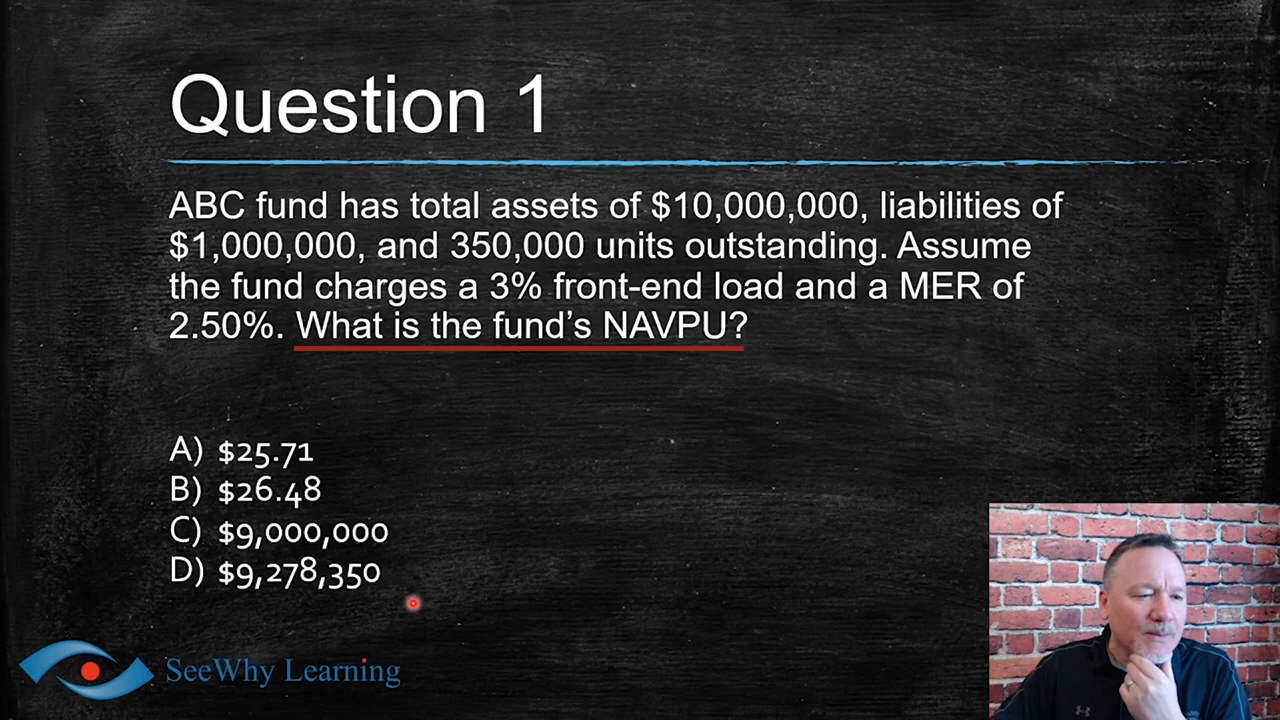 Question 1
ABC fund has total assets of $10,000,000, liabilities of
$1,000,000, and 350,000 units outstanding. Assume
the fund charges a 3% front-end load and a MER of
2.50%. What is the fund’s NAVPU?
A) $25.71
B) $26.48
C) $9,000,000
D) $9,278,350
SeeWhy Learning